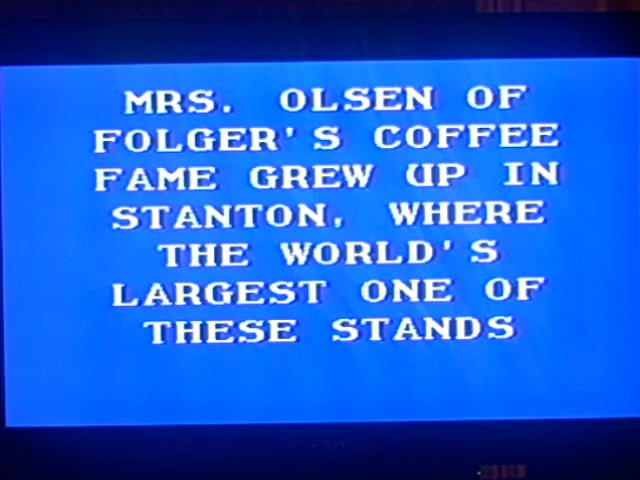 MRS. OLSEN OF
FOLGER'S COFFEE
FAME GREW UP IN
STANTON, WHERE
THE WORLD'S
LARGEST ONE OF
THESE STANDS